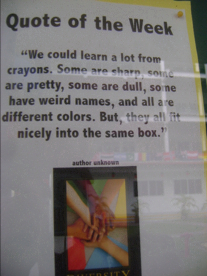 Quote of the Week
“We could learn a lot from
crayons. Some are sharp, some
are pretty, some are dull, some
have weird names, and all are
different colors. But, they all fit
nicely into the same box.”
author unknown
DIVERSITY